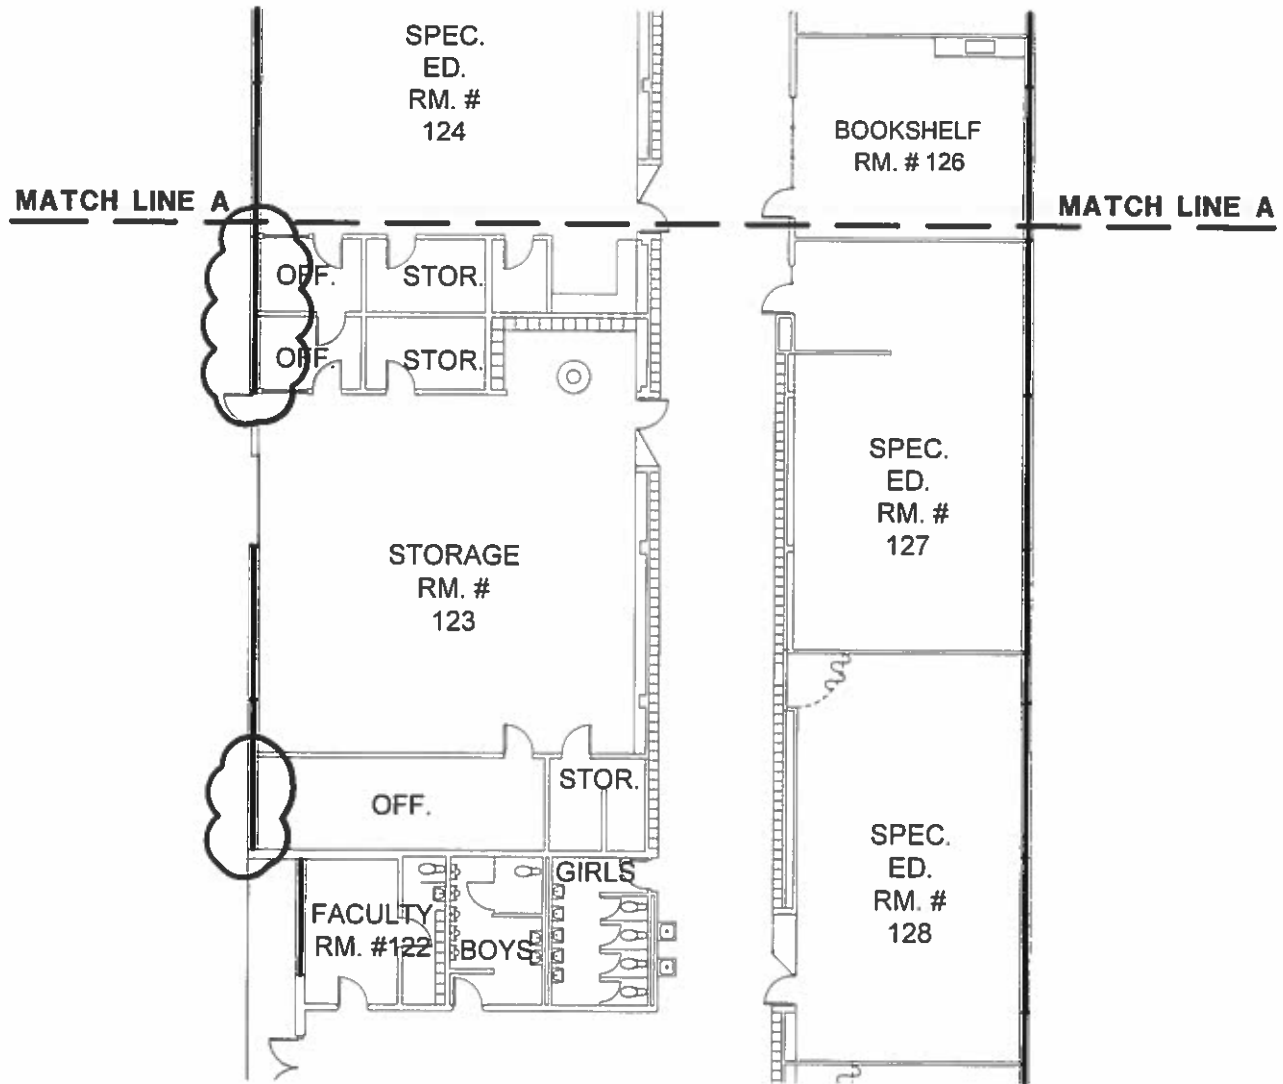 SPEC.
ED.
RM. #
124
BOOKSHELF
RM. # 126
MATCH LINE A
MATCH LINE A
OFF.
STOR.
OFF.
STOR.
SPEC.
ED.
RM. #
127
STORAGE
RM. #
123
OFF.
STOR.
SPEC.
ED.
RM. #
128
GIRLS
FACULTY
RM. #122
BOYS